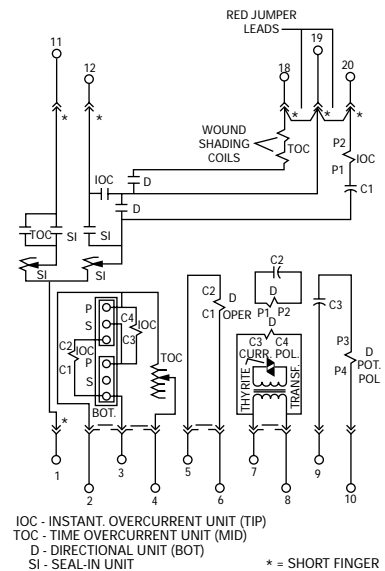 RED JUMPER
LEADS
11
12
19
18
20
* * * * *
WOUND
SHADING
COILS
TOC
P2
P1
IOC
C1
IOC
D
D
TOC
SI
SI
SI
SI
C2
C2
C1
D
OPER
D
P1 P2
C3
D
C3 C4
CURR. POL.
P
S
P
S
BOT.
C4
C3
IOC
C2
C1
IOC
TOC
THYRITE
TRANSF.
P3
P4
D
POT.
POL
*
1
2
3
4
5
6
7
8
9
10
IOC - INSTANT. OVERCURRENT UNIT (TIP)
TOC - TIME OVERCURRENT UNIT (MID)
D - DIRECTIONAL UNIT (BOT)
SI - SEAL-IN UNIT
* = SHORT FINGER